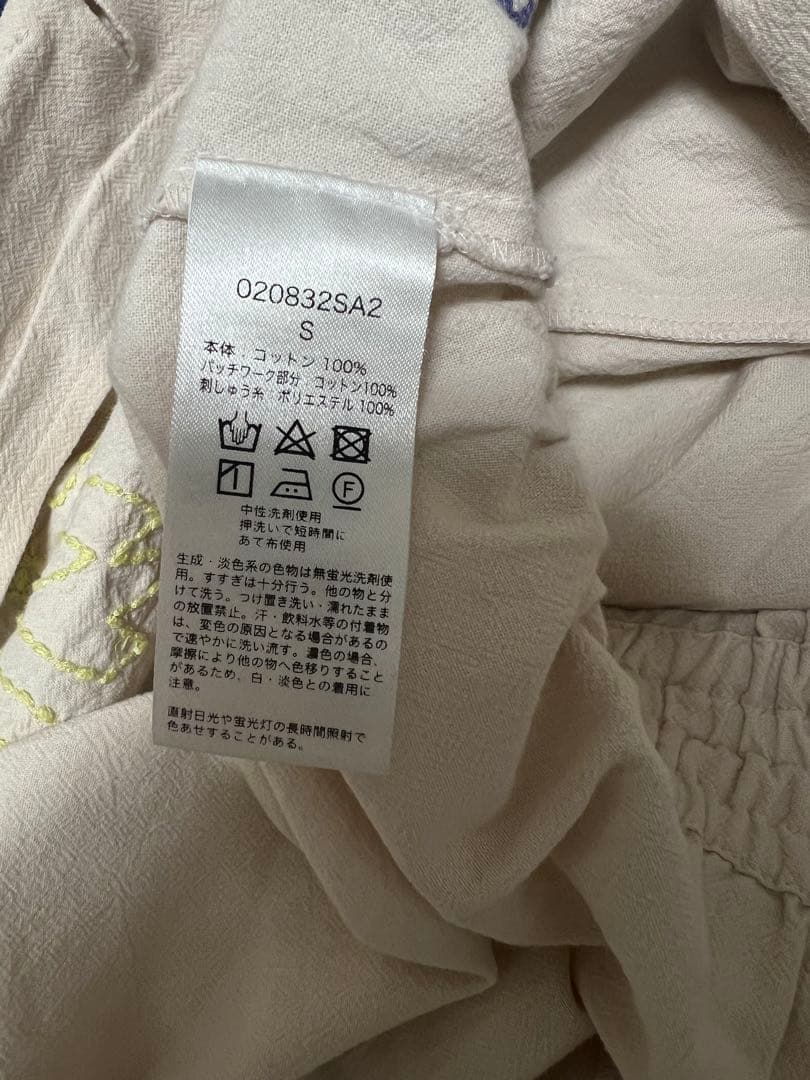 020832SA2
S
本体・コットン 100%
パッチワーク部分 コットン100%
刺しゅう糸 ポリエステル 100%
F
中性洗剤使用
押洗いで短時間に
あて布使用
生成・淡色系の色物は無蛍光洗剤使
用。すすぎは十分行う。他の物と分
けて洗う。つけ置き洗い・濡れたまま
の放置禁止。汗・飲料水等の付着物
は、変色の原因となる場合があるの
で速やかに洗い流す。濃色の場合、
摩擦により他の物へ色移りすること
があるため、白・淡色との着用に
注意。
直射日光や蛍光灯の長時間照射で
色あせすることがある。